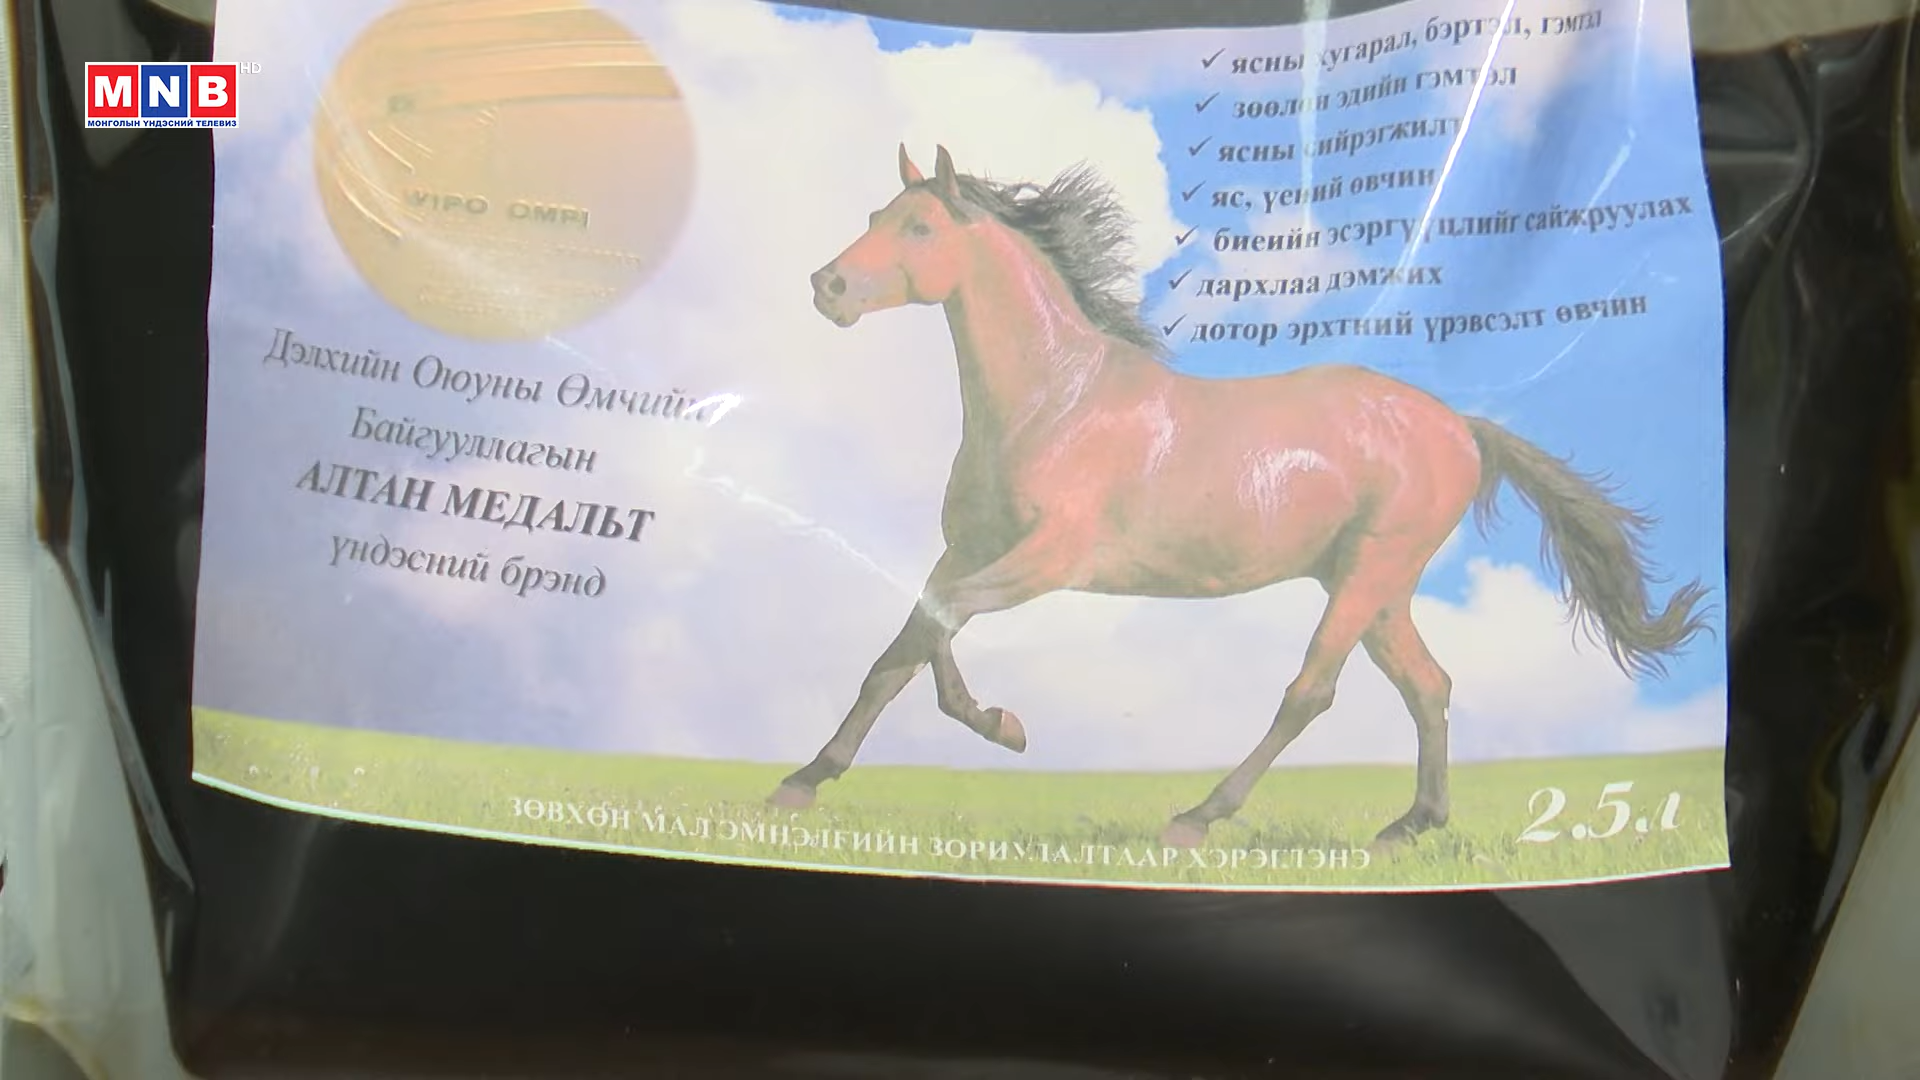 MNB HD
МОНГОЛЫН ҮНДЭСНИЙ ТЕЛЕВИЗ
WIPO OMPI
Дэлхийн Оюуны Өмчийн
Байгууллагын
АЛТАН МЕДАЛЬТ
үндэсний брэнд
✓ ясны хугарал, бэртэл, гэмтэл
✓ зөөлөн эдийн гэмтэл
✓ ясны сийрэгжилт
✓ яс, үений өвчин
✓ биеийн эсэргүүцлийг сайжруулах
✓ дархлаа дэмжих
✓ дотор эрхтний үрэвсэлт өвчин
ЗӨВХӨН МАЛ ЭМНЭЛГИЙН ЗОРИУЛАЛТААР ХЭРЭГЛЭНЭ
2.5л